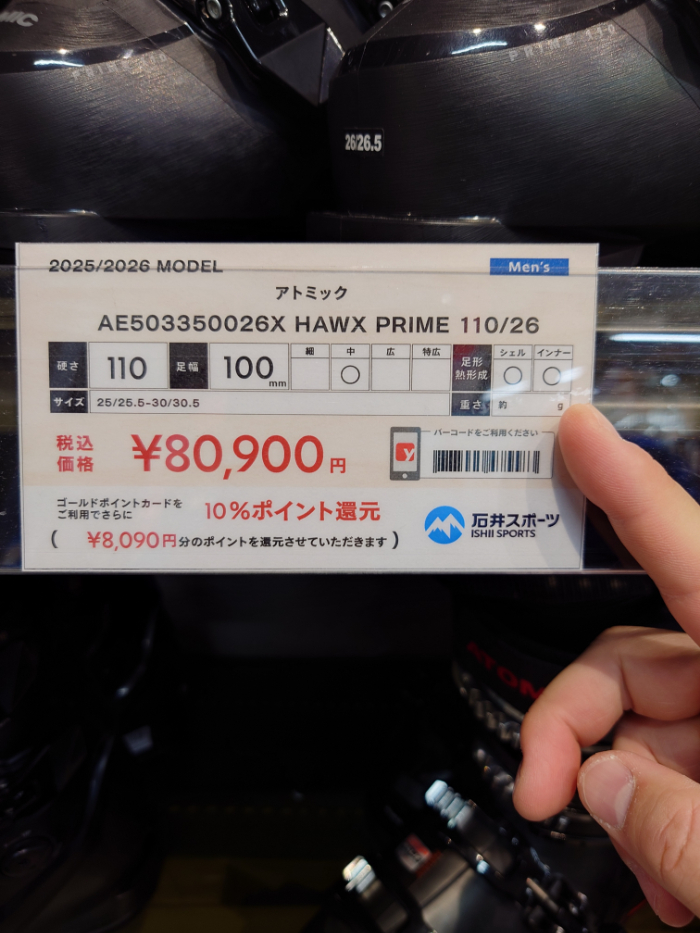 PRIME 130
26/26.5
2025/2026 MODEL
Men's
アトミック
AE503350026X HAWX PRIME 110/26
硬さ 110 足幅 100mm 細 中 広 特広 足形熱形成 シェル インナー
○ ○ ○
サイズ 25/25.5-30/30.5 重さ 約 g
税込価格 ¥80,900円
バーコードをご利用ください
y
ゴールドポイントカードを
ご利用でさらに
10%ポイント還元
( ¥8,090円分のポイントを還元させていただきます )
石井スポーツ
ISHII SPORTS
ATOM